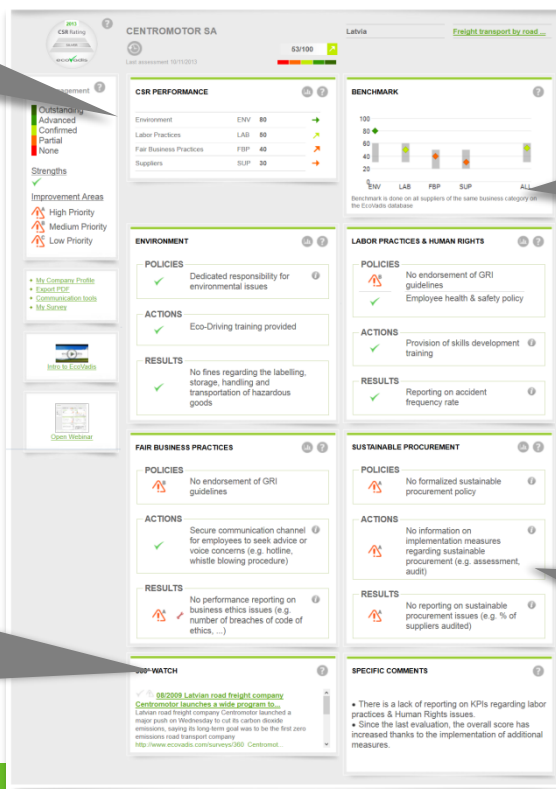 2013
CSR Rating
ecovadis
CENTROMOTOR SA
53/100
Last assessment 10/11/2013
Latvia
Freight transport by road ...
Outstanding
Advanced
Confirmed
Partial
None
Strengths
Improvement Areas
High Priority
Medium Priority
Low Priority
My Company Profile
Export PDF
Communication tools
My Survey
Intro to EcoVadis
Open Webinar
CSR PERFORMANCE
Environment ENV 80
Labor Practices LAB 50
Fair Business Practices FBP 40
Suppliers SUP 30
BENCHMARK
100
80
60
40
20
0
ENV LAB FBP SUP ALL
Benchmark is done on all suppliers of the same business category on
the EcoVadis database
ENVIRONMENT
POLICIES
Dedicated responsibility for
environmental issues
ACTIONS
Eco-Driving training provided
RESULTS
No fines regarding the labelling,
storage, handling and
transportation of hazardous
goods
LABOR PRACTICES & HUMAN RIGHTS
POLICIES
No endorsement of GRI
guidelines
Employee health & safety policy
ACTIONS
Provision of skills development
training
RESULTS
Reporting on accident
frequency rate
FAIR BUSINESS PRACTICES
POLICIES
No endorsement of GRI
guidelines
ACTIONS
Secure communication channel
for employees to seek advice or
voice concerns (e.g. hotline,
whistle blowing procedure)
RESULTS
No performance reporting on
business ethics issues (e.g.
number of breaches of code of
ethics, ...)
SUSTAINABLE PROCUREMENT
POLICIES
No formalized sustainable
procurement policy
ACTIONS
No information on
implementation measures
regarding sustainable
procurement (e.g. assessment,
audit)
RESULTS
No reporting on sustainable
procurement issues (e.g. % of
suppliers audited)
360° WATCH
08/2009 Latvian road freight company
Centromotor launches a wide program to...
Latvian road freight company Centromotor launched a
major push on Wednesday to cut its carbon dioxide
emissions, saying its long-term goal was to be the first zero
emissions road transport company
http://www.ecovadis.com/surveys/360_Centromot...
SPECIFIC COMMENTS
• There is a lack of reporting on KPIs regarding labor
practices & Human Rights issues.
• Since the last evaluation, the overall score has
increased thanks to the implementation of additional
measures.